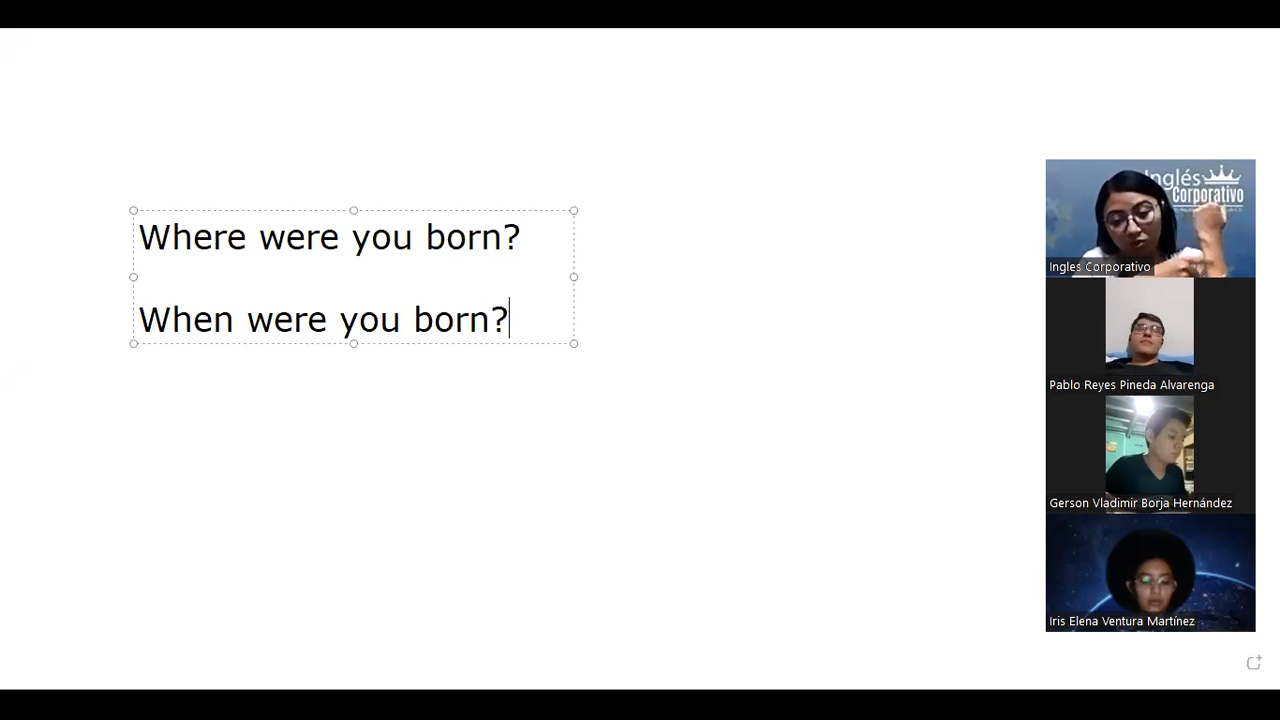 Where were you born?
When were you born?
Inglés
Corporativo
Ingles Corporativo
Pablo Reyes Pineda Alvarenga
Gerson Vladimir Borja Hernández
Iris Elena Ventura Martínez